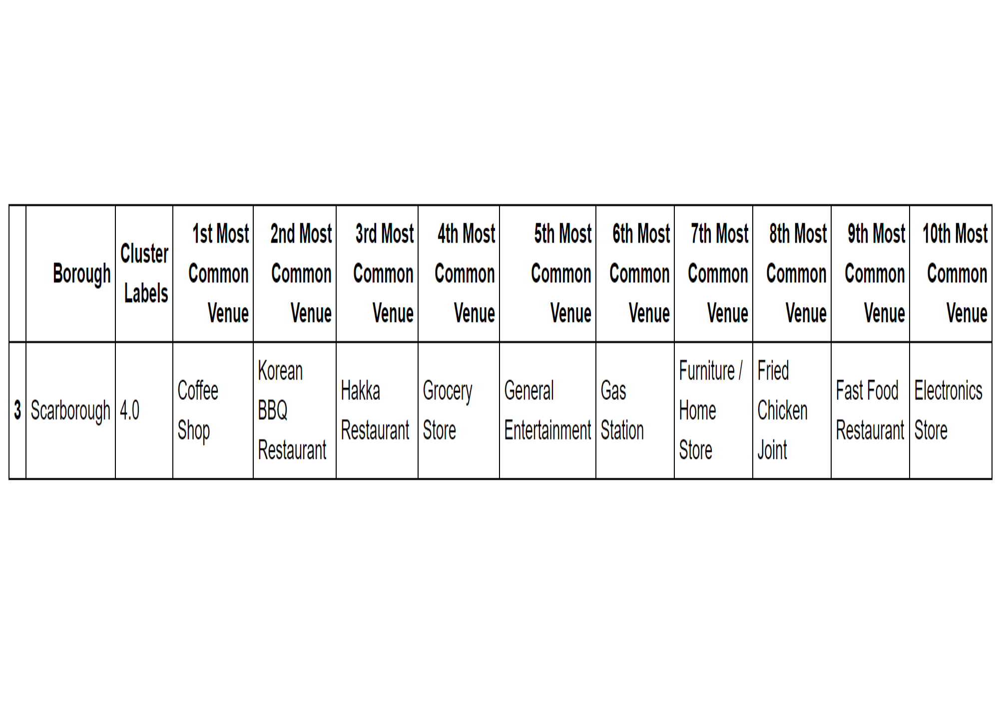 Borough
Cluster
Labels
1st Most
Common
Venue
2nd Most
Common
Venue
3rd Most
Common
Venue
4th Most
Common
Venue
5th Most
Common
Venue
6th Most
Common
Venue
7th Most
Common
Venue
8th Most
Common
Venue
9th Most
Common
Venue
10th Most
Common
Venue
3
Scarborough
4.0
Coffee
Shop
Korean
BBQ
Restaurant
Hakka
Restaurant
Grocery
Store
General
Entertainment
Gas
Station
Furniture /
Home
Store
Fried
Chicken
Joint
Fast Food
Restaurant
Electronics
Store